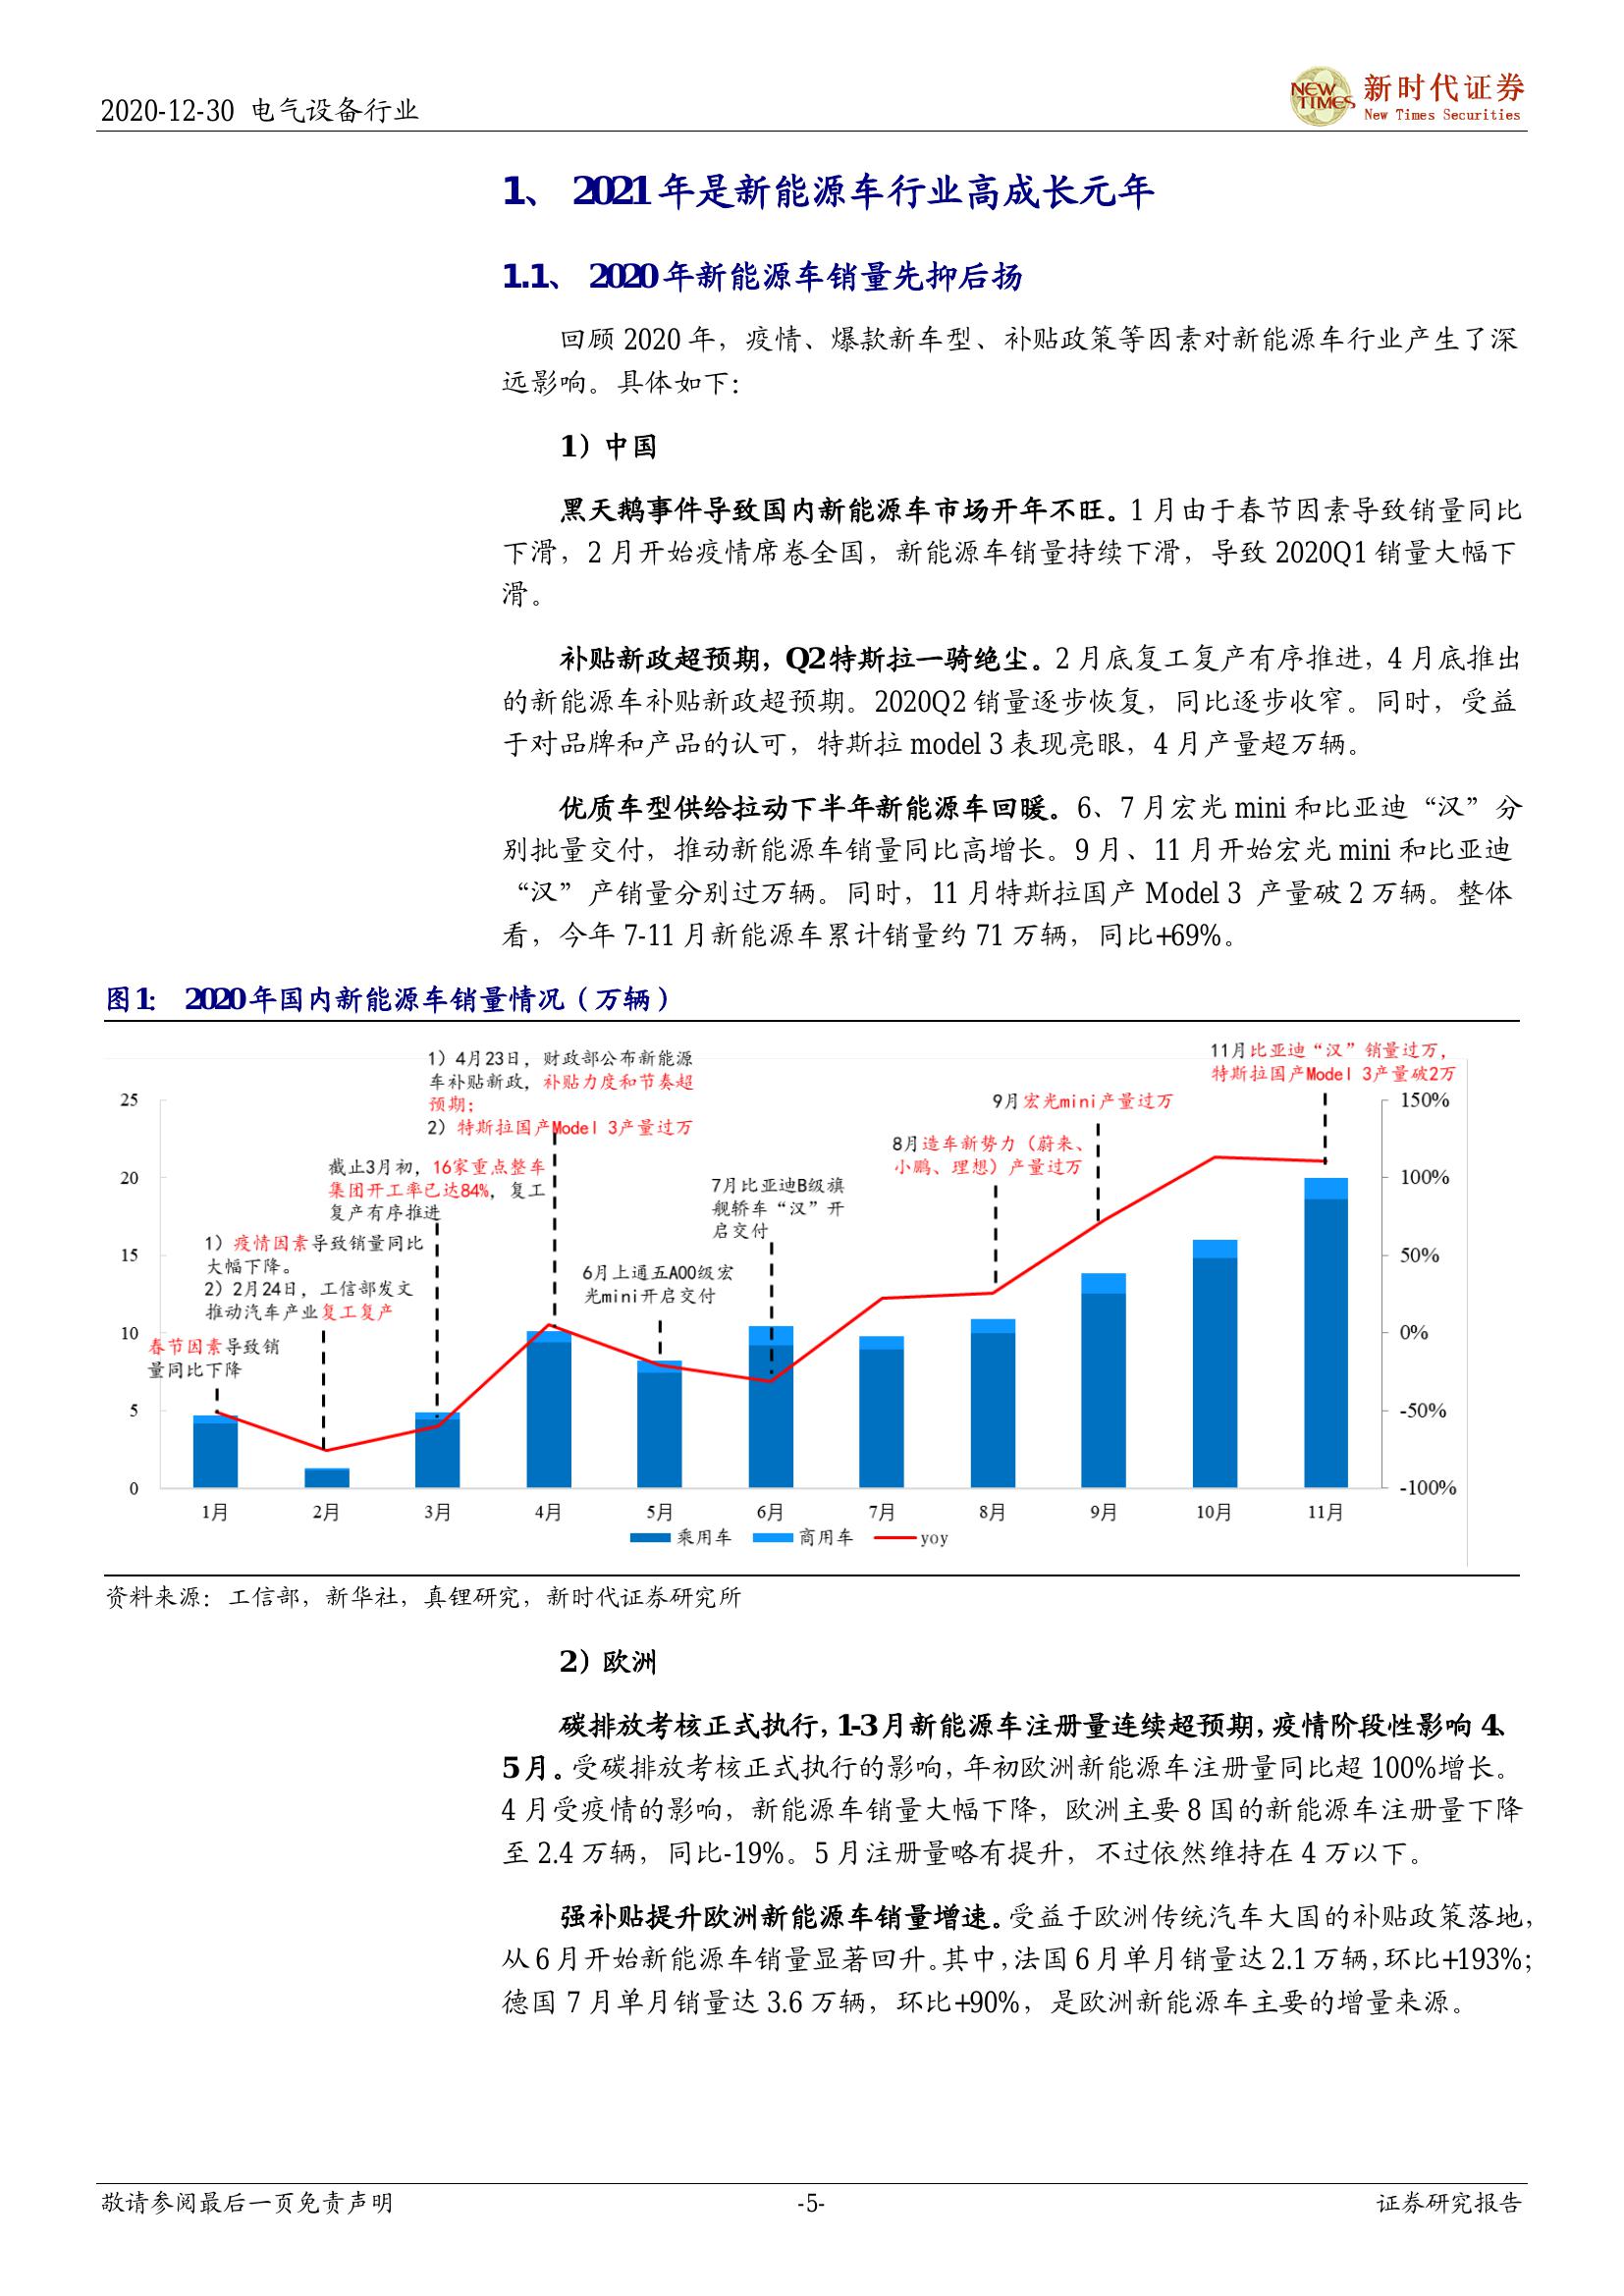 2020-12-30 电气设备行业
NEW TIMES
新时代证券
New Times Securities
1、 2021年是新能源车行业高成长元年
1.1、 2020年新能源车销量先抑后扬
回顾 2020 年，疫情、爆款新车型、补贴政策等因素对新能源车行业产生了深
远影响。具体如下：
1）中国
黑天鹅事件导致国内新能源车市场开年不旺。1 月由于春节因素导致销量同比
下滑，2 月开始疫情席卷全国，新能源车销量持续下滑，导致 2020Q1 销量大幅下
滑。
补贴新政超预期，Q2特斯拉一骑绝尘。2 月底复工复产有序推进，4 月底推出
的新能源车补贴新政超预期。2020Q2 销量逐步恢复，同比逐步收窄。同时，受益
于对品牌和产品的认可，特斯拉 model 3 表现亮眼，4 月产量超万辆。
优质车型供给拉动下半年新能源车回暖。6、7 月宏光 mini 和比亚迪“汉”分
别批量交付，推动新能源车销量同比高增长。9 月、11 月开始宏光 mini 和比亚迪
“汉”产销量分别过万辆。同时，11 月特斯拉国产 Model 3 产量破 2 万辆。整体
看，今年 7-11 月新能源车累计销量约 71 万辆，同比+69%。
图1： 2020年国内新能源车销量情况（万辆）
1）4月23日，财政部公布新能源
车补贴新政，补贴力度和节奏超
预期；
2）特斯拉国产Model 3产量过万
11月比亚迪“汉”销量过万，
特斯拉国产Model 3产量破2万
9月宏光mini产量过万
8月造车新势力（蔚来、
小鹏、理想）产量过万
截止3月初，16家重点整车
集团开工率已达84%，复工
复产有序推进
7月比亚迪B级旗
舰轿车“汉”开
启交付
1）疫情因素导致销量同比
大幅下降。
2）2月24日，工信部发文
推动汽车产业复工复产
6月上通五A00级宏
光mini开启交付
春节因素导致销
量同比下降
25
20
15
10
5
0
150%
100%
50%
0%
-50%
-100%
1月 2月 3月 4月 5月 6月 7月 8月 9月 10月 11月
乘用车 商用车 yoy
资料来源：工信部，新华社，真锂研究，新时代证券研究所
2）欧洲
碳排放考核正式执行，1-3月新能源车注册量连续超预期，疫情阶段性影响 4、
5月。受碳排放考核正式执行的影响，年初欧洲新能源车注册量同比超 100%增长。
4 月受疫情的影响，新能源车销量大幅下降，欧洲主要 8 国的新能源车注册量下降
至 2.4 万辆，同比-19%。5 月注册量略有提升，不过依然维持在 4 万以下。
强补贴提升欧洲新能源车销量增速。受益于欧洲传统汽车大国的补贴政策落地，
从 6 月开始新能源车销量显著回升。其中，法国 6 月单月销量达 2.1 万辆，环比+193%；
德国 7 月单月销量达 3.6 万辆，环比+90%，是欧洲新能源车主要的增量来源。
敬请参阅最后一页免责声明
-5-
证券研究报告